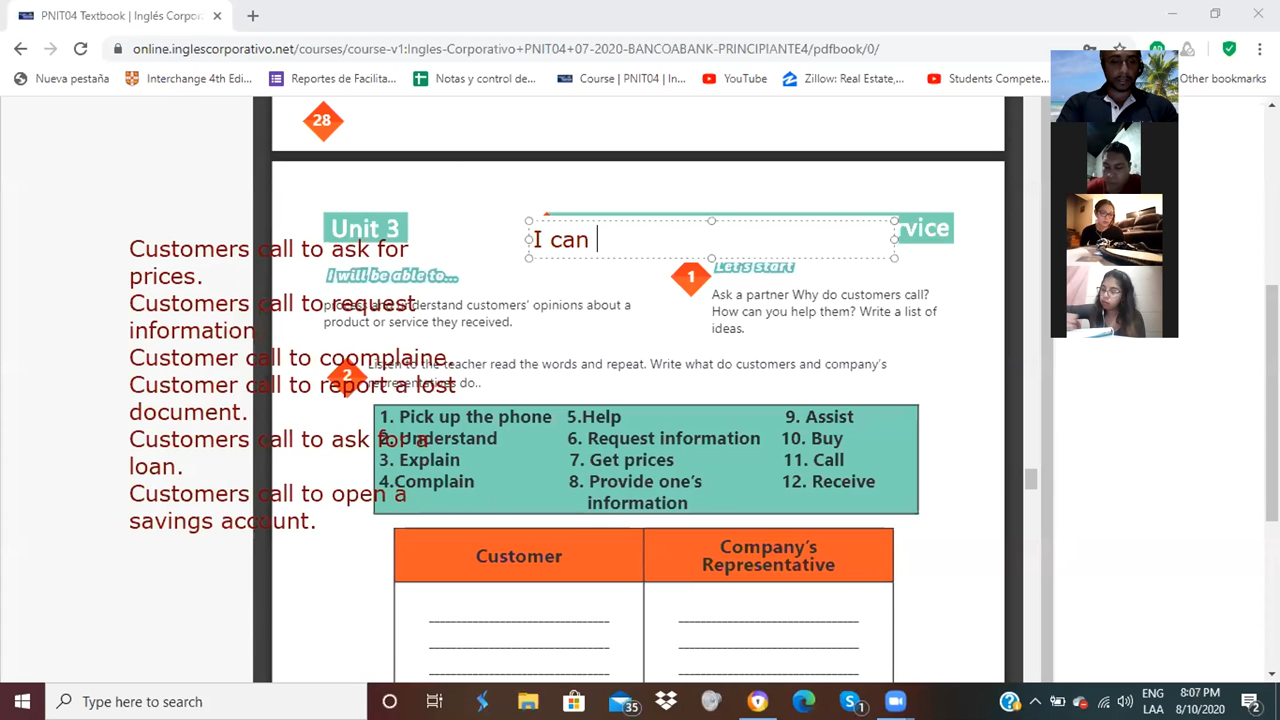 PNIT04 Textbook | Inglés Corpora
online.inglescorporativo.net/courses/course-v1:Ingles-Corporativo+PNIT04+07-2020-BANCOABANK-PRINCIPIANTE4/pdfbook/0/
Nueva pestaña
Interchange 4th Edi...
Reportes de Facilita...
Notas y control de...
Course | PNIT04 | In...
YouTube
Zillow: Real Estate,...
Students Compete...
Other bookmarks
28
Unit 3
I can
rvice
I will be able to...
understand customers' opinions about a
product or service they received.
1
Let's start
Ask a partner Why do customers call?
How can you help them? Write a list of
ideas.
Customers call to ask for
prices.
Customers call to request
information.
Customer call to coomplaine.
Customer call to report a lost
document.
Customers call to ask for a
loan.
Customers call to open a
savings account.
2
Listen to the teacher read the words and repeat. Write what do customers and company's
representatives do..
1. Pick up the phone
2. Understand
3. Explain
4.Complain
5.Help
6. Request information
7. Get prices
8. Provide one's
information
9. Assist
10. Buy
11. Call
12. Receive
Customer
Company's
Representative
Type here to search
35
1
ENG
LAA
8:07 PM
8/10/2020
2